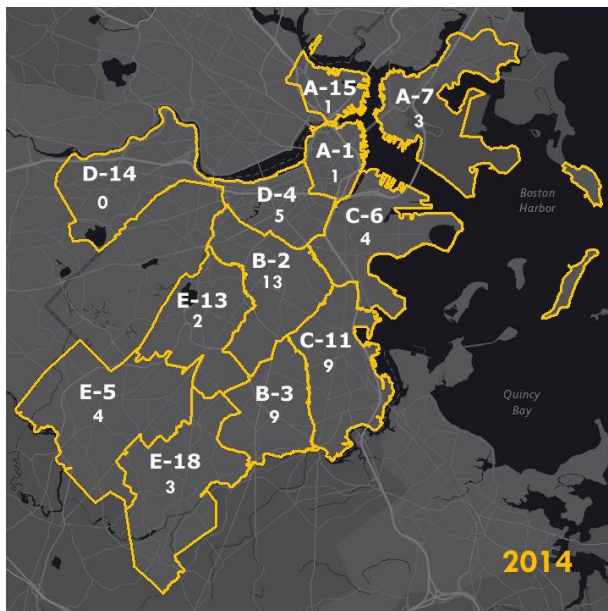 A-15
1
A-7
3
A-1
1
D-14
0
D-4
5
C-6
4
Boston
Harbor
B-2
13
E-13
2
C-11
9
E-5
4
B-3
9
Quincy
Bay
E-18
3
2014